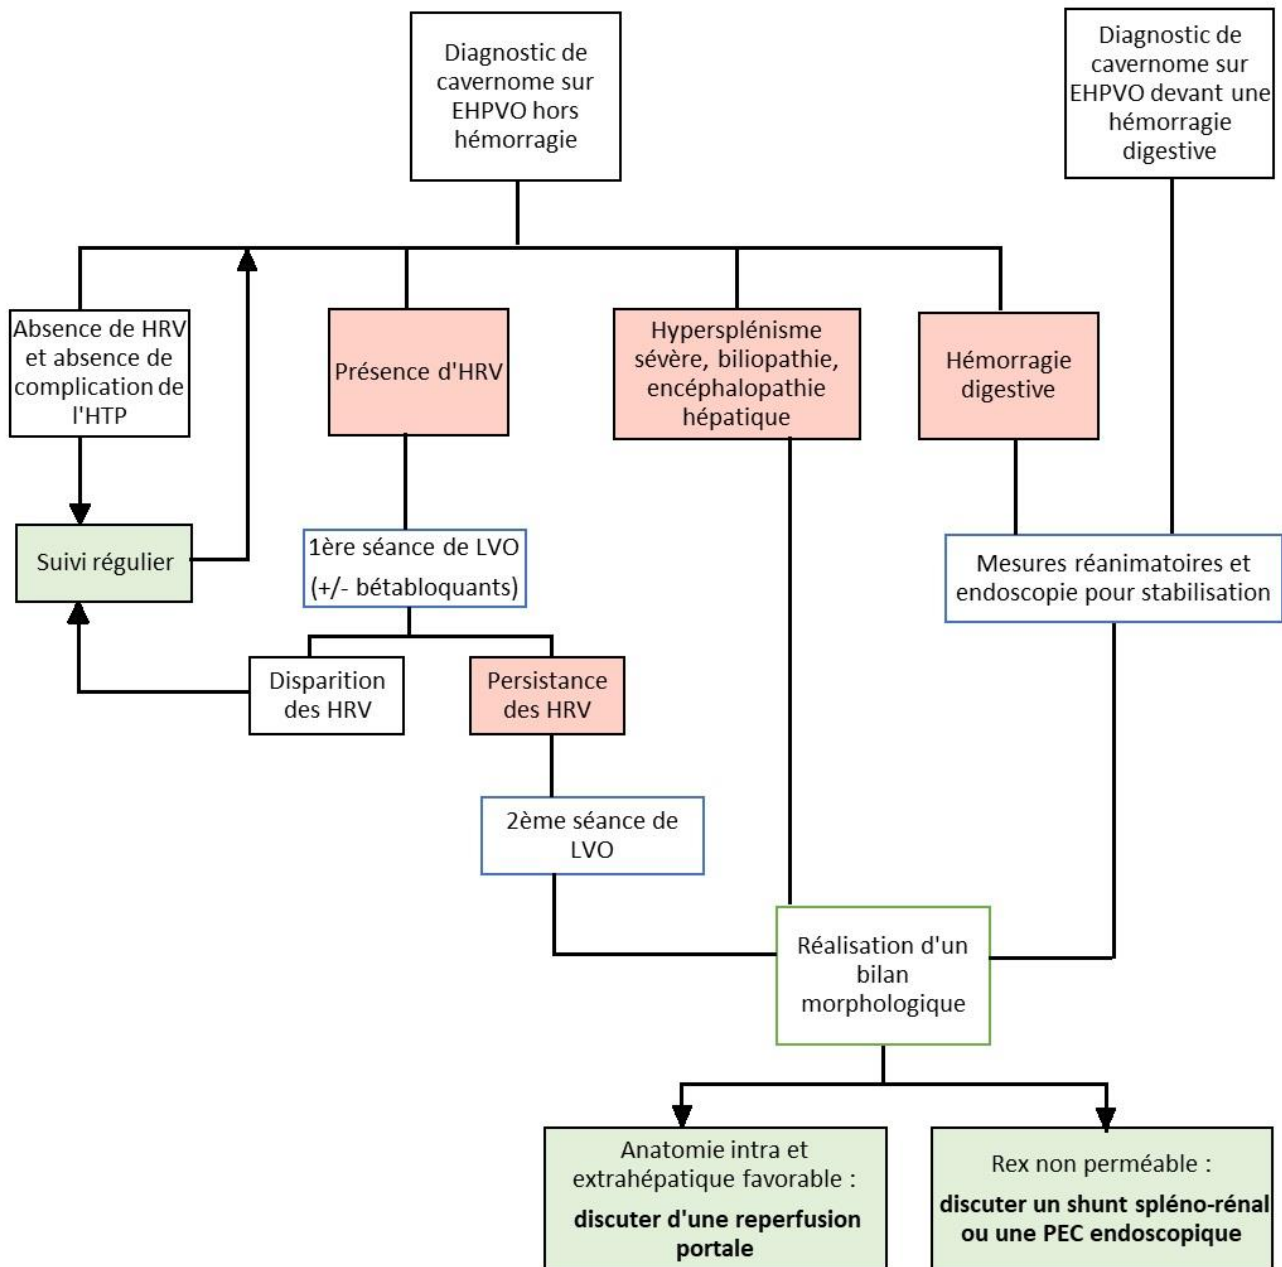 Diagnostic de
cavernome sur
EHPVO hors
hémorragie
Diagnostic de
cavernome sur
EHPVO devant une
hémorragie
digestive
Absence de HRV
et absence de
complication de
l'HTP
Présence d'HRV
Hypersplénisme
sévère, biliopathie,
encéphalopathie
hépatique
Hémorragie
digestive
Suivi régulier
1ère séance de LVO
(+/- bétabloquants)
Mesures réanimatoires et
endoscopie pour stabilisation
Disparition
des HRV
Persistance
des HRV
2ème séance de
LVO
Réalisation d'un
bilan
morphologique
Anatomie intra et
extrahépatique favorable :
discuter d'une reperfusion
portale
Rex non perméable :
discuter un shunt spléno-rénal
ou une PEC endoscopique